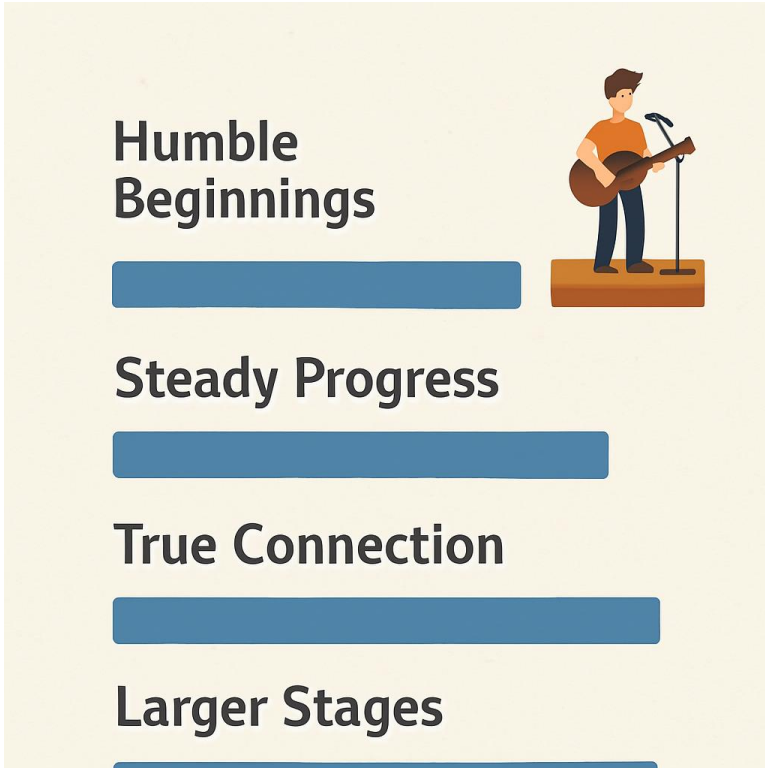 Humble
Beginnings
Steady Progress
True Connection
Larger Stages